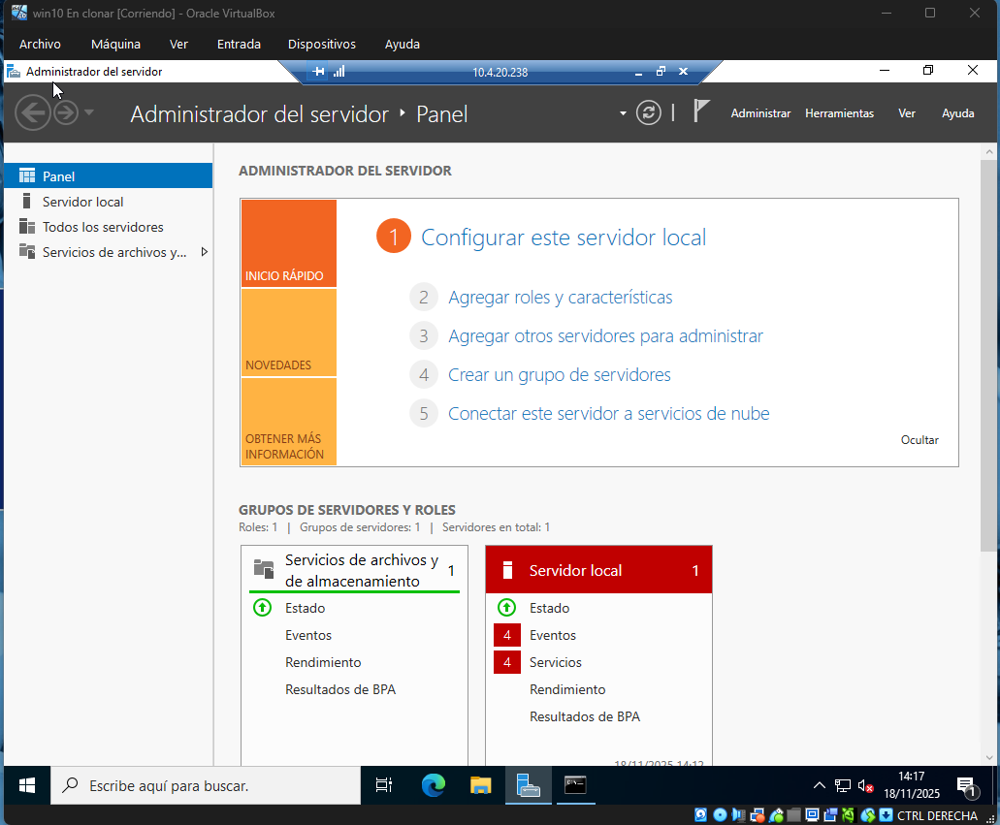 win10 En clonar [Corriendo] - Oracle VirtualBox
Archivo Máquina Ver Entrada Dispositivos Ayuda
Administrador del servidor
10.4.20.238
Administrador del servidor ‣ Panel
Administrar Herramientas Ver Ayuda
Panel
Servidor local
Todos los servidores
Servicios de archivos y...
ADMINISTRADOR DEL SERVIDOR
INICIO RÁPIDO
NOVEDADES
OBTENER MÁS
INFORMACIÓN
1 Configurar este servidor local
2 Agregar roles y características
3 Agregar otros servidores para administrar
4 Crear un grupo de servidores
5 Conectar este servidor a servicios de nube
Ocultar
GRUPOS DE SERVIDORES Y ROLES
Roles: 1 | Grupos de servidores: 1 | Servidores en total: 1
Servicios de archivos y
de almacenamiento
1
Estado
Eventos
Rendimiento
Resultados de BPA
Servidor local 1
Estado
4 Eventos
4 Servicios
Rendimiento
Resultados de BPA
18/11/2025 14:12
Escribe aquí para buscar.
14:17
18/11/2025
1
CTRL DERECHA